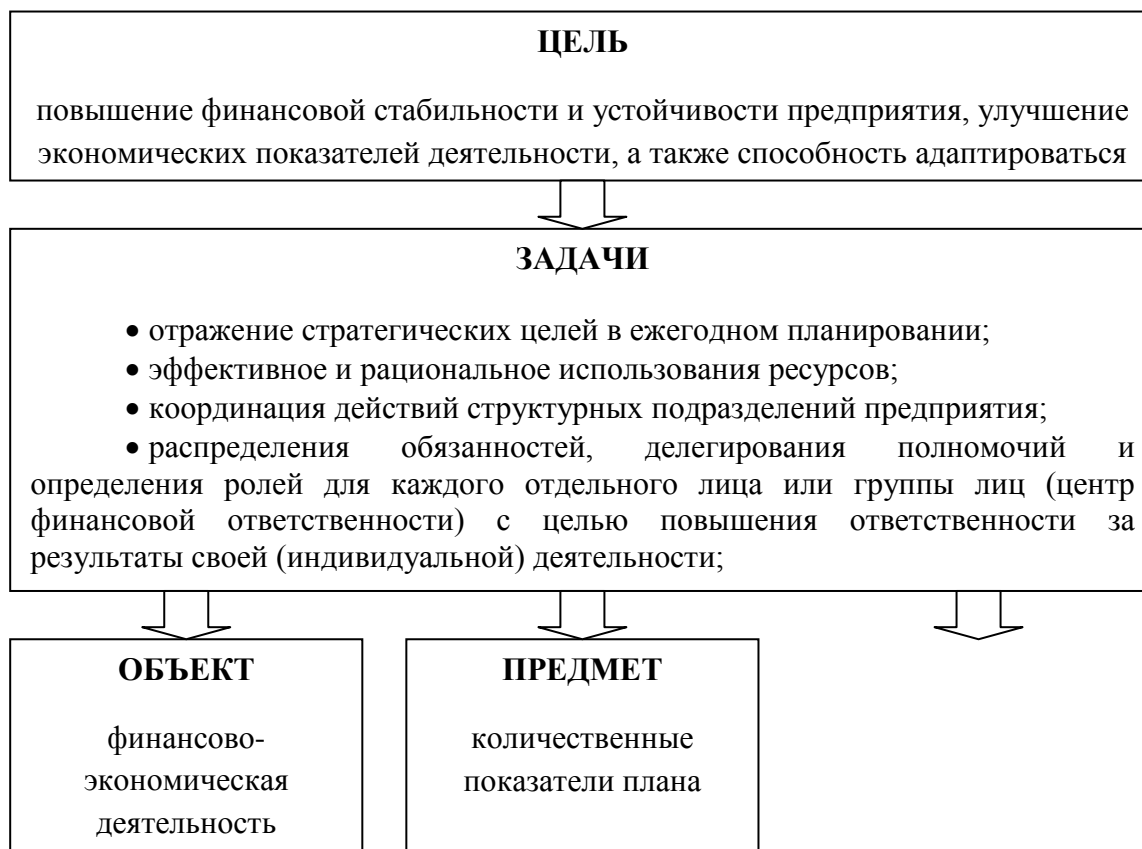 ЦЕЛЬ
повышение финансовой стабильности и устойчивости предприятия, улучшение
экономических показателей деятельности, а также способность адаптироваться
ЗАДАЧИ
• отражение стратегических целей в ежегодном планировании;
• эффективное и рациональное использования ресурсов;
• координация действий структурных подразделений предприятия;
• распределения обязанностей, делегирования полномочий и
определения ролей для каждого отдельного лица или группы лиц (центр
финансовой ответственности) с целью повышения ответственности за
результаты своей (индивидуальной) деятельности;
ОБЪЕКТ
финансово-
экономическая
деятельность
ПРЕДМЕТ
количественные
показатели плана